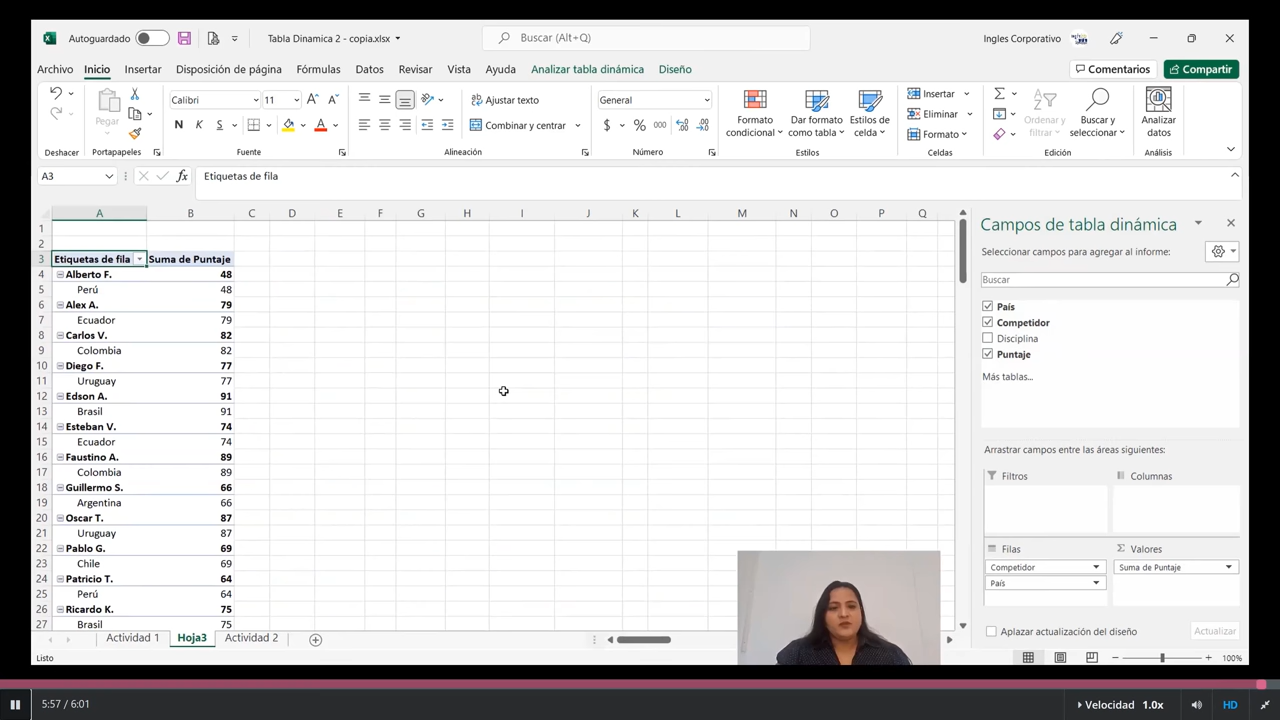 Autoguardado
Tabla Dinamica 2 - copia.xlsx
Buscar (Alt+Q)
Ingles Corporativo
Archivo Inicio Insertar Disposición de página Fórmulas Datos Revisar Vista Ayuda Analizar tabla dinámica Diseño
Comentarios Compartir
Pegar
Calibri 11
N K S
Ajustar texto
Combinar y centrar
General
$ % 000
Formato condicional
Dar formato como tabla
Estilos de celda
Insertar
Eliminar
Formato
Ordenar y filtrar
Buscar y seleccionar
Analizar datos
Deshacer Portapapeles Fuente Alineación Número Estilos Celdas Edición Análisis
A3 fx Etiquetas de fila
A B C D E F G H I J K L M N O P Q
1
2
3 Etiquetas de fila Suma de Puntaje
4 Alberto F. 48
5 Perú 48
6 Alex A. 79
7 Ecuador 79
8 Carlos V. 82
9 Colombia 82
10 Diego F. 77
11 Uruguay 77
12 Edson A. 91
13 Brasil 91
14 Esteban V. 74
15 Ecuador 74
16 Faustino A. 89
17 Colombia 89
18 Guillermo S. 66
19 Argentina 66
20 Oscar T. 87
21 Uruguay 87
22 Pablo G. 69
23 Chile 69
24 Patricio T. 64
25 Perú 64
26 Ricardo K. 75
27 Brasil 75
Actividad 1 Hoja3 Actividad 2
Listo
100%
Campos de tabla dinámica
Seleccionar campos para agregar al informe:
Buscar
País
Competidor
Disciplina
Puntaje
Más tablas...
Arrastrar campos entre las áreas siguientes:
Filtros Columnas
Filas Σ Valores
Competidor Suma de Puntaje
País
Aplazar actualización del diseño Actualizar
5:57 / 6:01
Velocidad 1.0x HD